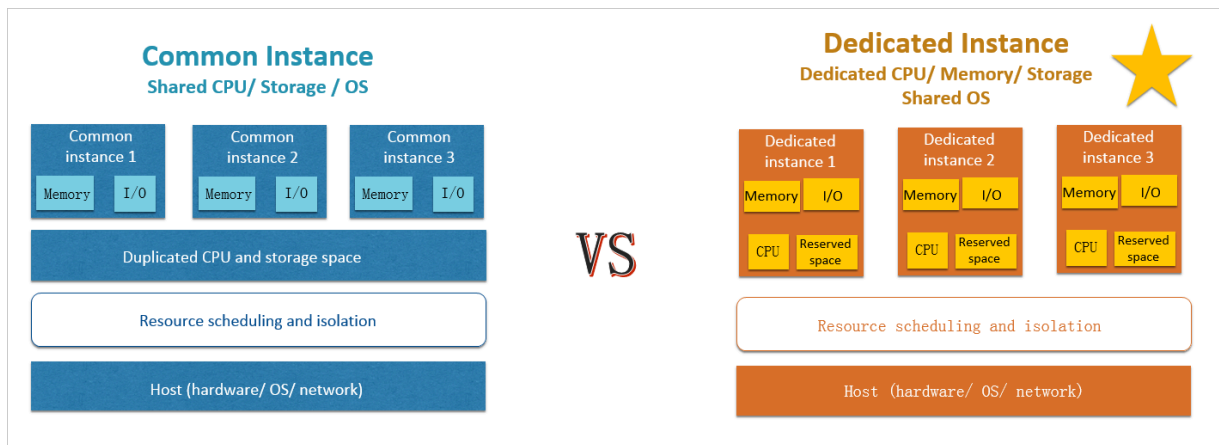 Common Instance
Shared CPU/ Storage / OS
Common
instance 1
Memory
I/O
Common
instance 2
Memory
I/O
Common
instance 3
Memory
I/O
Duplicated CPU and storage space
Resource scheduling and isolation
Host (hardware/ OS/ network)
VS
Dedicated Instance
Dedicated CPU/ Memory/ Storage
Shared OS
Dedicated
instance 1
Memory
I/O
CPU
Reserved
space
Dedicated
instance 2
Memory
I/O
CPU
Reserved
space
Dedicated
instance 3
Memory
I/O
CPU
Reserved
space
Resource scheduling and isolation
Host (hardware/ OS/ network)